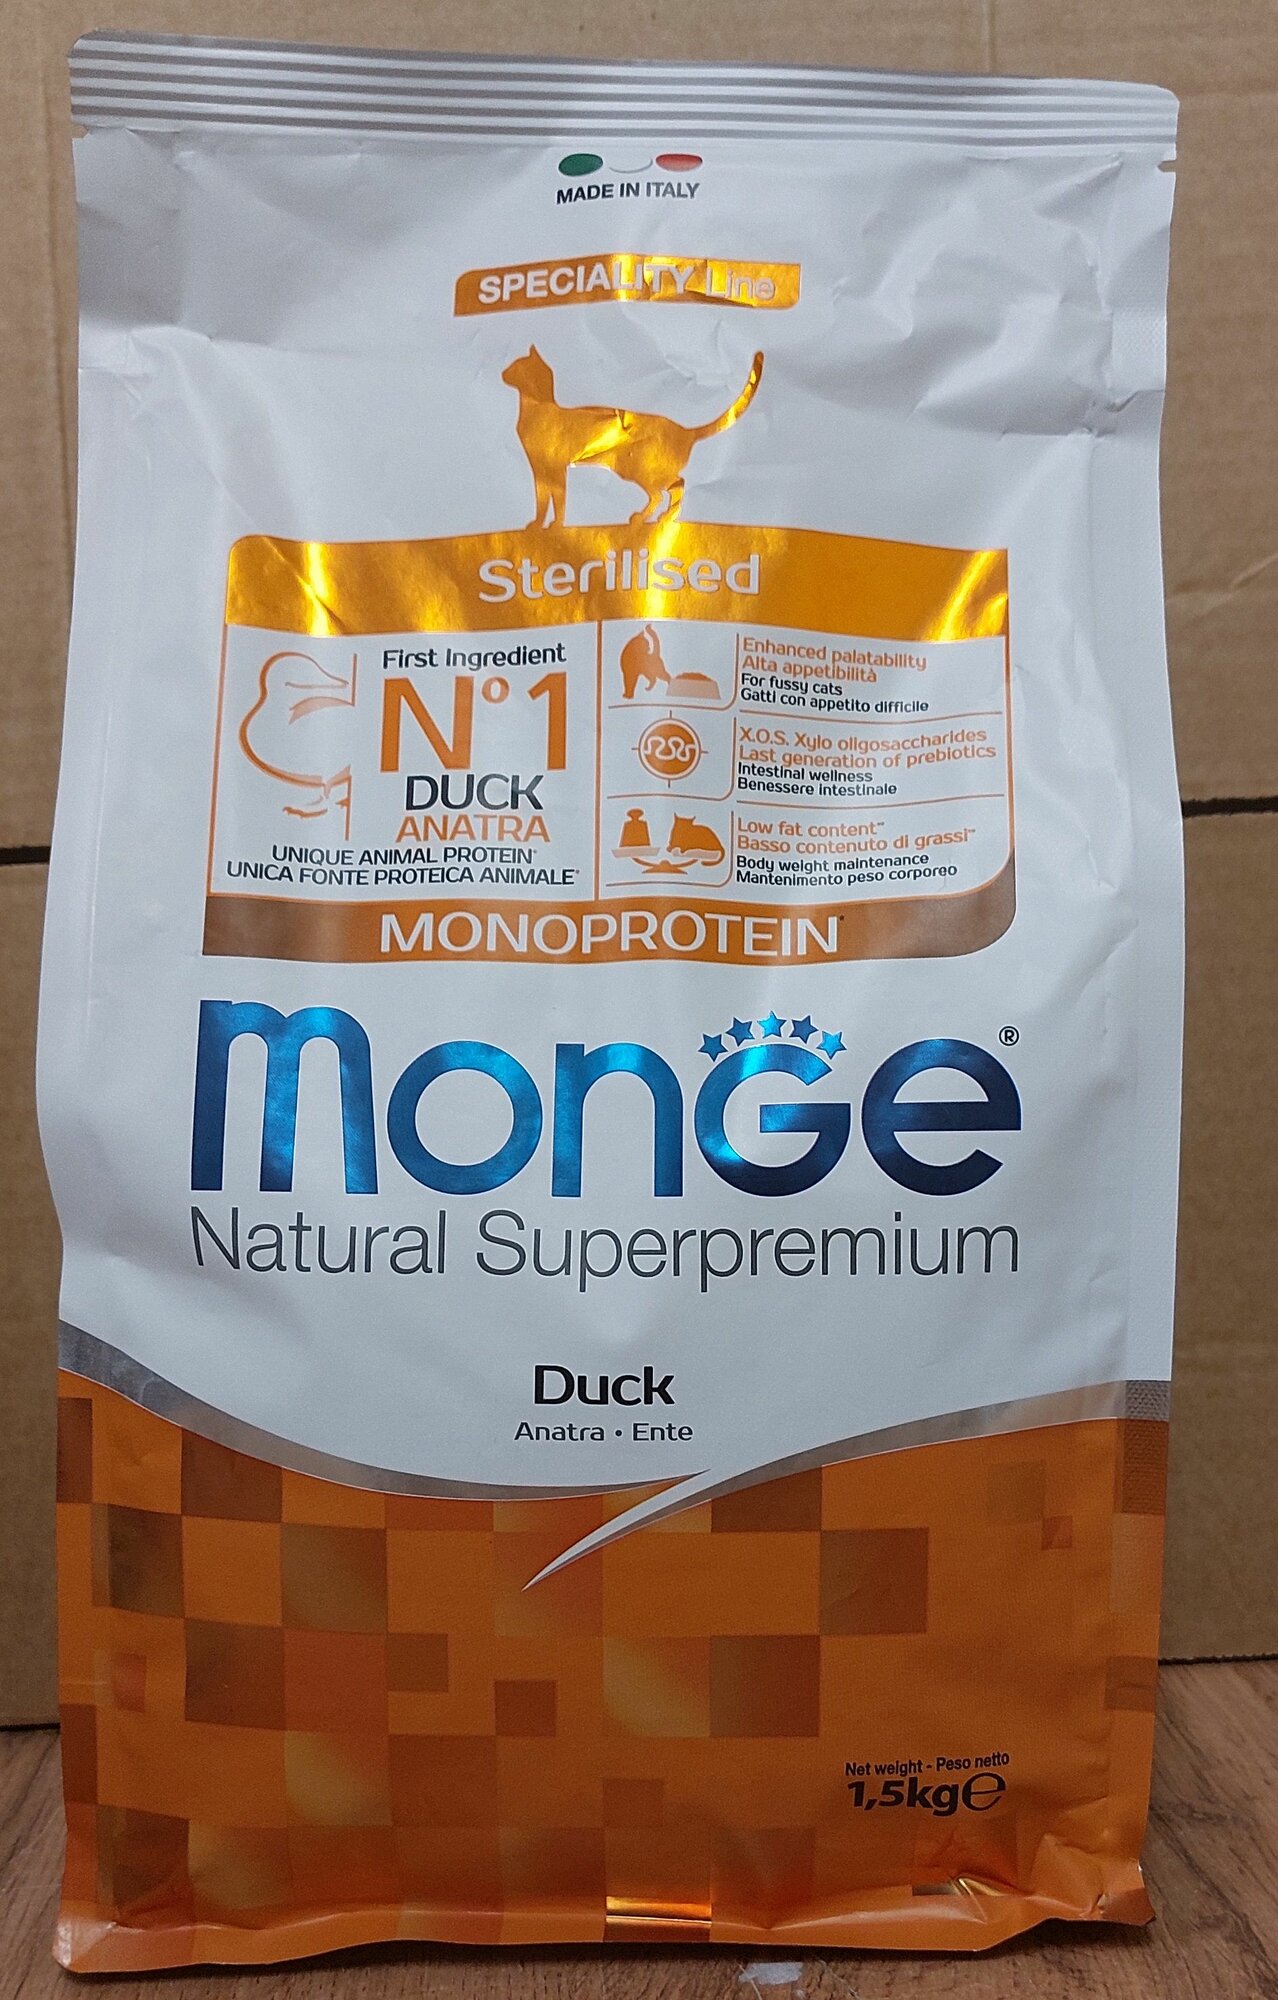 MADE IN ITALY
SPECIALITY Line
Sterilised
First Ingredient
N°1
DUCK
ANATRA
UNIQUE ANIMAL PROTEIN*
UNICA FONTE PROTEICA ANIMALE*
Enhanced palatability
Alta appetibilità
For fussy cats
Gatti con appetito difficile
X.O.S. Xylo oligosaccharides
Last generation of prebiotics
Intestinal wellness
Benessere intestinale
Low fat content**
Basso contenuto di grassi**
Body weight maintenance
Mantenimento peso corporeo
MONOPROTEIN*
monge®
Natural Superpremium
Duck
Anatra • Ente
Net weight - Peso netto
1,5kg℮